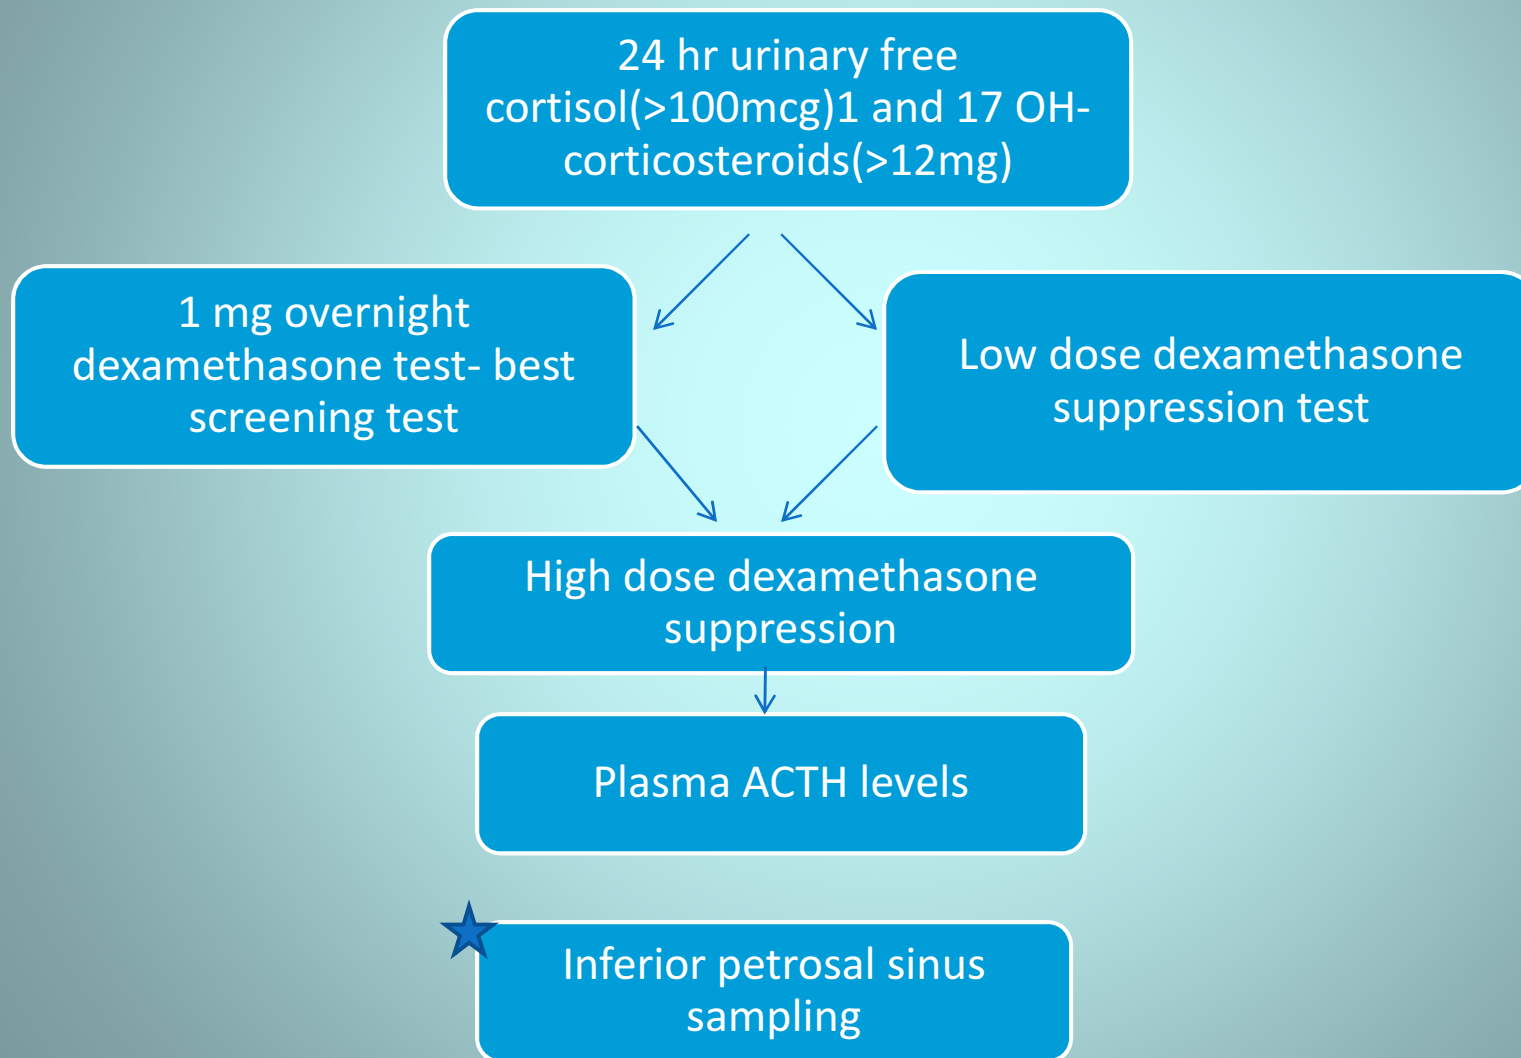 24 hr urinary free
cortisol(>100mcg)1 and 17 OH-
corticosteroids(>12mg)
1 mg overnight
dexamethasone test- best
screening test
Low dose dexamethasone
suppression test
High dose dexamethasone
suppression
Plasma ACTH levels
Inferior petrosal sinus
sampling